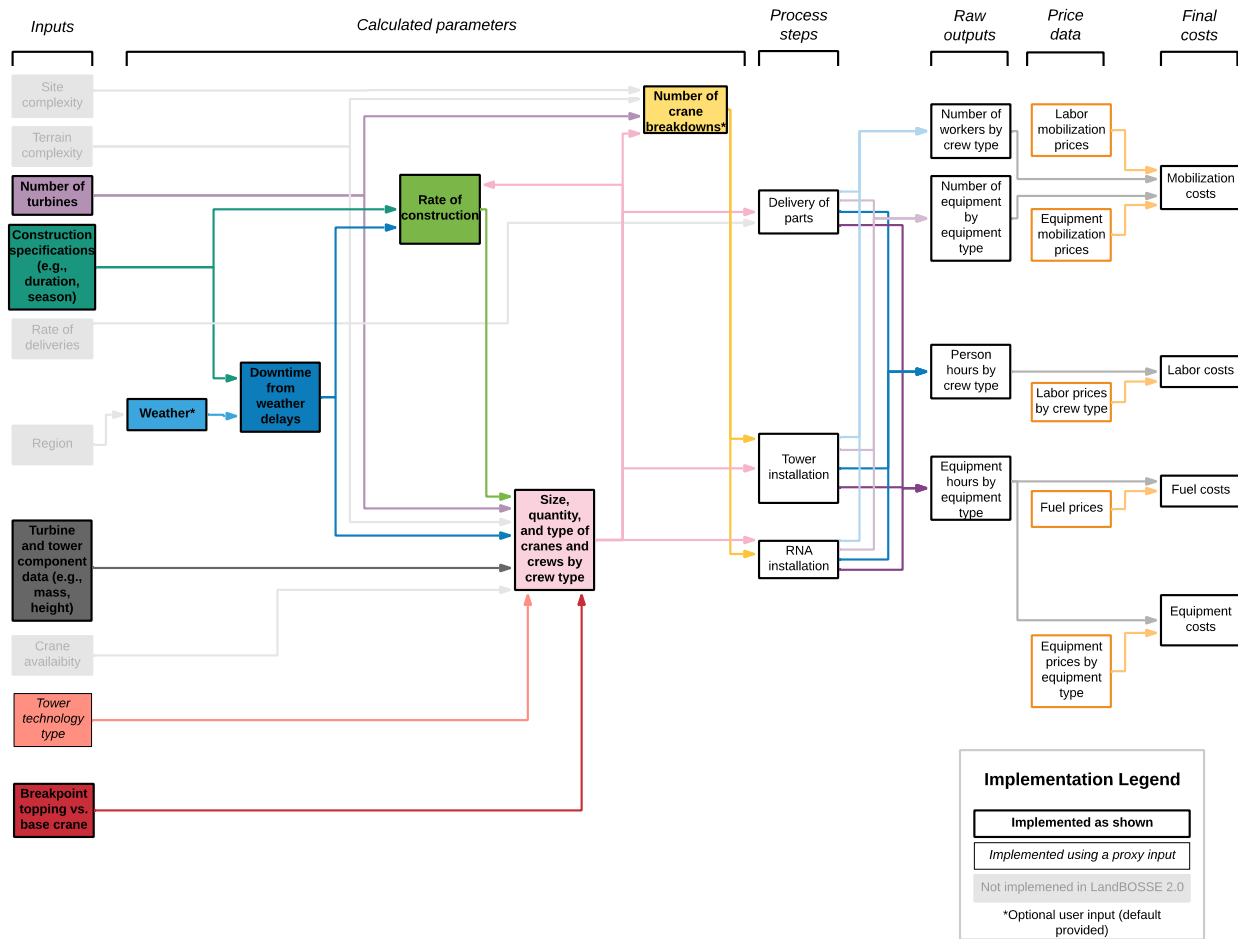 Inputs
Calculated parameters
Process
steps
Raw
outputs
Price
data
Final
costs
Site
complexity
Terrain
complexity
Number of
turbines
Construction
specifications
(e.g.,
duration,
season)
Rate of
deliveries
Region
Turbine
and tower
component
data (e.g.,
mass,
height)
Crane
availaibity
Tower
technology
type
Breakpoint
topping vs.
base crane
Weather*
Downtime
from
weather
delays
Rate of
construction
Size,
quantity,
and type of
cranes and
crews by
crew type
Number of
crane
breakdowns*
Delivery of
parts
Tower
installation
RNA
installation
Number of
workers by
crew type
Number of
equipment
by
equipment
type
Person
hours by
crew type
Equipment
hours by
equipment
type
Labor
mobilization
prices
Equipment
mobilization
prices
Labor prices
by crew type
Fuel prices
Equipment
prices by
equipment
type
Mobilization
costs
Labor costs
Fuel costs
Equipment
costs
Implementation Legend
Implemented as shown
Implemented using a proxy input
Not implemened in LandBOSSE 2.0
*Optional user input (default
provided)